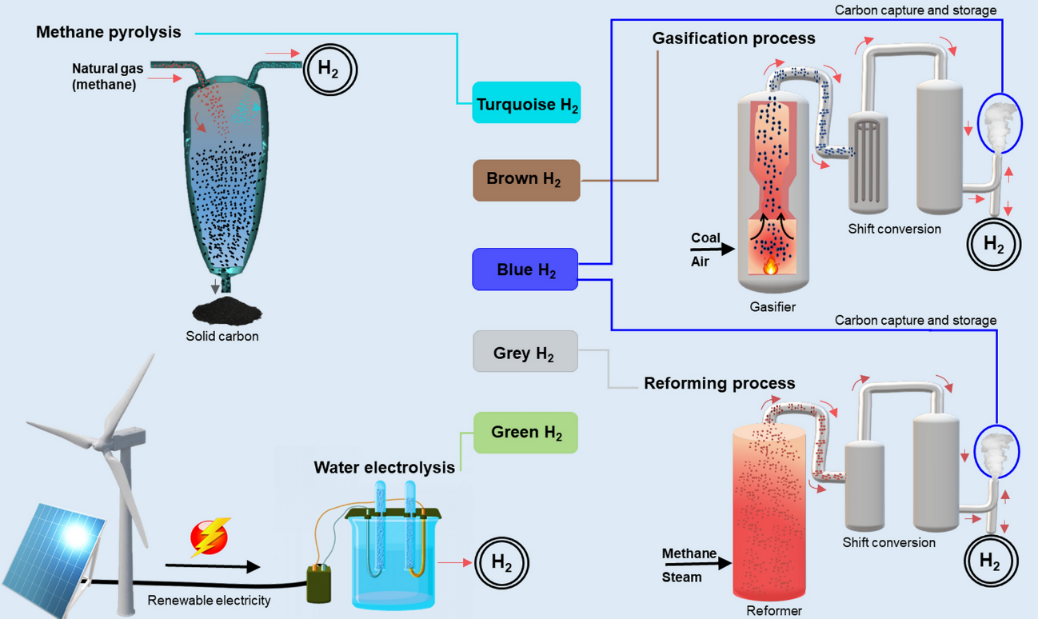 Methane pyrolysis
Natural gas
(methane)
H₂
Solid carbon
Turquoise H₂
Brown H₂
Blue H₂
Grey H₂
Green H₂
Carbon capture and storage
Gasification process
Coal
Air
Gasifier
Shift conversion
H₂
Carbon capture and storage
Reforming process
Methane
Steam
Reformer
Shift conversion
H₂
Water electrolysis
Renewable electricity
H₂